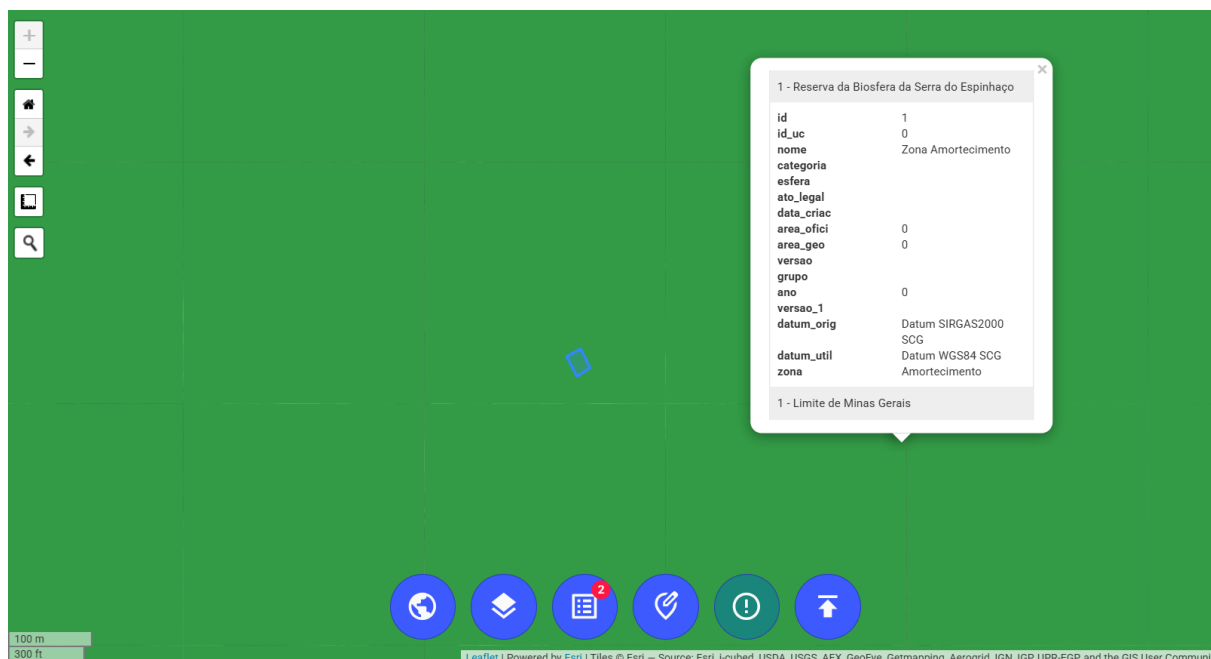 +
−
×
1 - Reserva da Biosfera da Serra do Espinhaço
id 1
id_uc 0
nome Zona Amortecimento
categoria
esfera
ato_legal
data_criac
area_ofici 0
area_geo 0
versao
grupo
ano 0
versao_1
datum_orig Datum SIRGAS2000
SCG
datum_util Datum WGS84 SCG
zona Amortecimento
1 - Limite de Minas Gerais
2
100 m
300 ft
Leaflet | Powered by Esri | Tiles © Esri — Source: Esri, i-cubed, USDA, USGS, AEX, GeoEye, Getmapping, Aerogrid, IGN, IGP, UPR-EGP, and the GIS User Communi